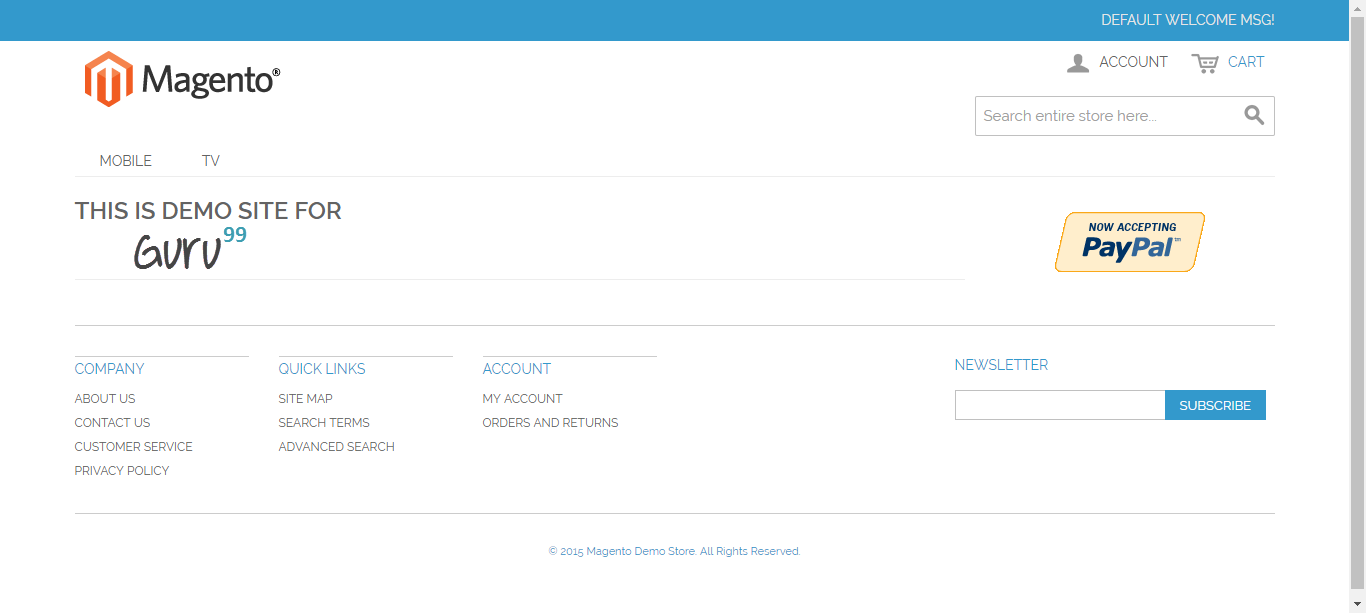 DEFAULT WELCOME MSG!
Magento®
ACCOUNT
CART
Search entire store here...
MOBILE
TV
THIS IS DEMO SITE FOR
Guru99
NOW ACCEPTING
PayPal™
COMPANY
ABOUT US
CONTACT US
CUSTOMER SERVICE
PRIVACY POLICY
QUICK LINKS
SITE MAP
SEARCH TERMS
ADVANCED SEARCH
ACCOUNT
MY ACCOUNT
ORDERS AND RETURNS
NEWSLETTER
SUBSCRIBE
© 2015 Magento Demo Store. All Rights Reserved.